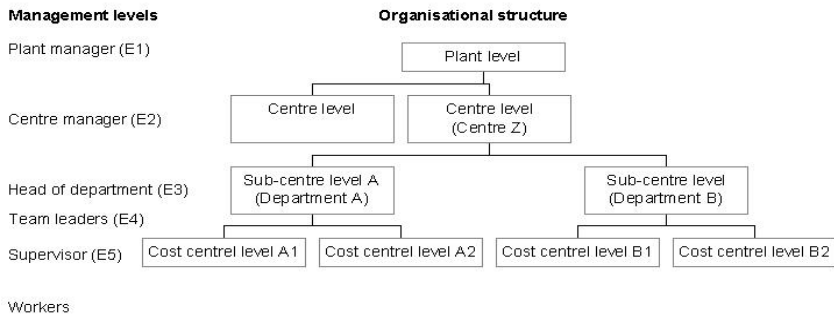 Management levels
Organisational structure
Plant manager (E1)
Plant level
Centre manager (E2)
Centre level
Centre level
(Centre Z)
Head of department (E3)
Sub-centre level A
(Department A)
Sub-centre level
(Department B)
Team leaders (E4)
Supervisor (E5)
Cost centrel level A1
Cost centrel level A2
Cost centrel level B1
Cost centrel level B2
Workers